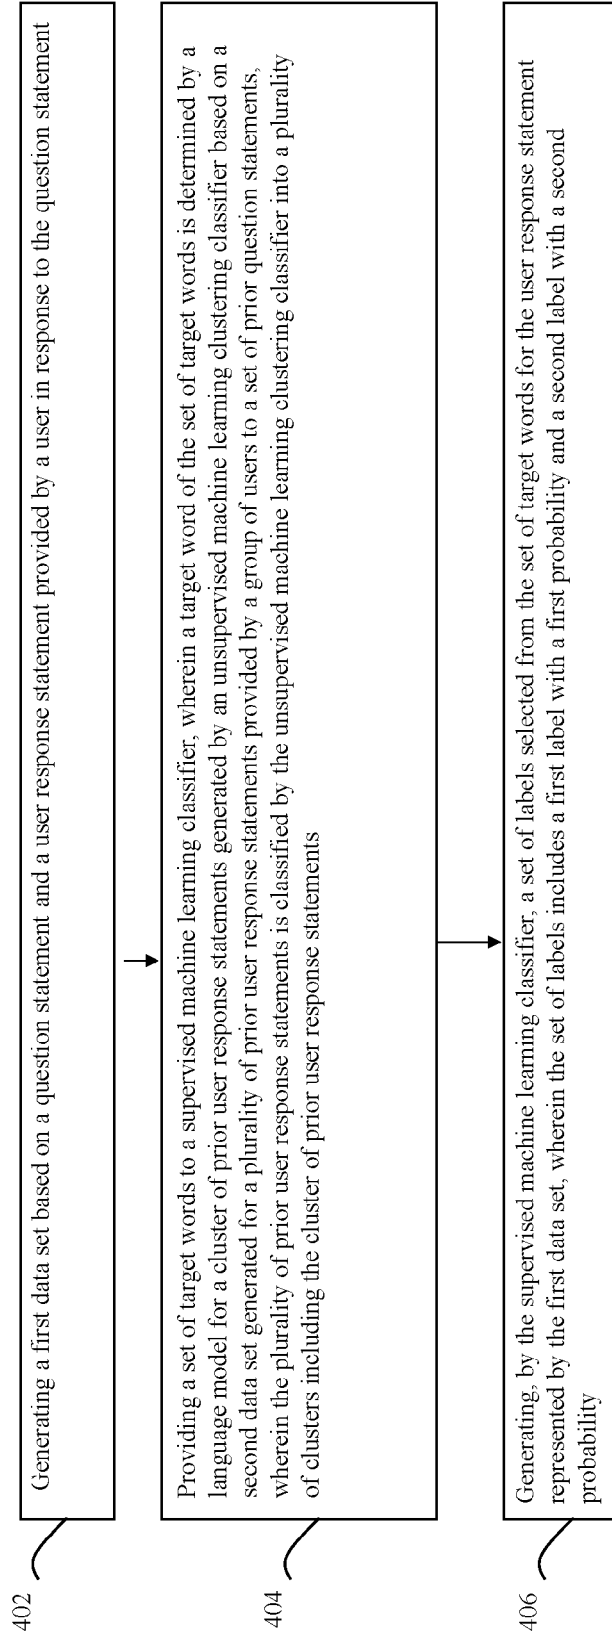 402
Generating a first data set based on a question statement and a user response statement provided by a user in response to the question statement
404
Providing a set of target words to a supervised machine learning classifier, wherein a target word of the set of target words is determined by a
language model for a cluster of prior user response statements generated by an unsupervised machine learning clustering classifier based on a
second data set generated for a plurality of prior user response statements provided by a group of users to a set of prior question statements,
wherein the plurality of prior user response statements is classified by the unsupervised machine learning clustering classifier into a plurality
of clusters including the cluster of prior user response statements
406
Generating, by the supervised machine learning classifier, a set of labels selected from the set of target words for the user response statement
represented by the first data set, wherein the set of labels includes a first label with a first probability and a second label with a second
probability